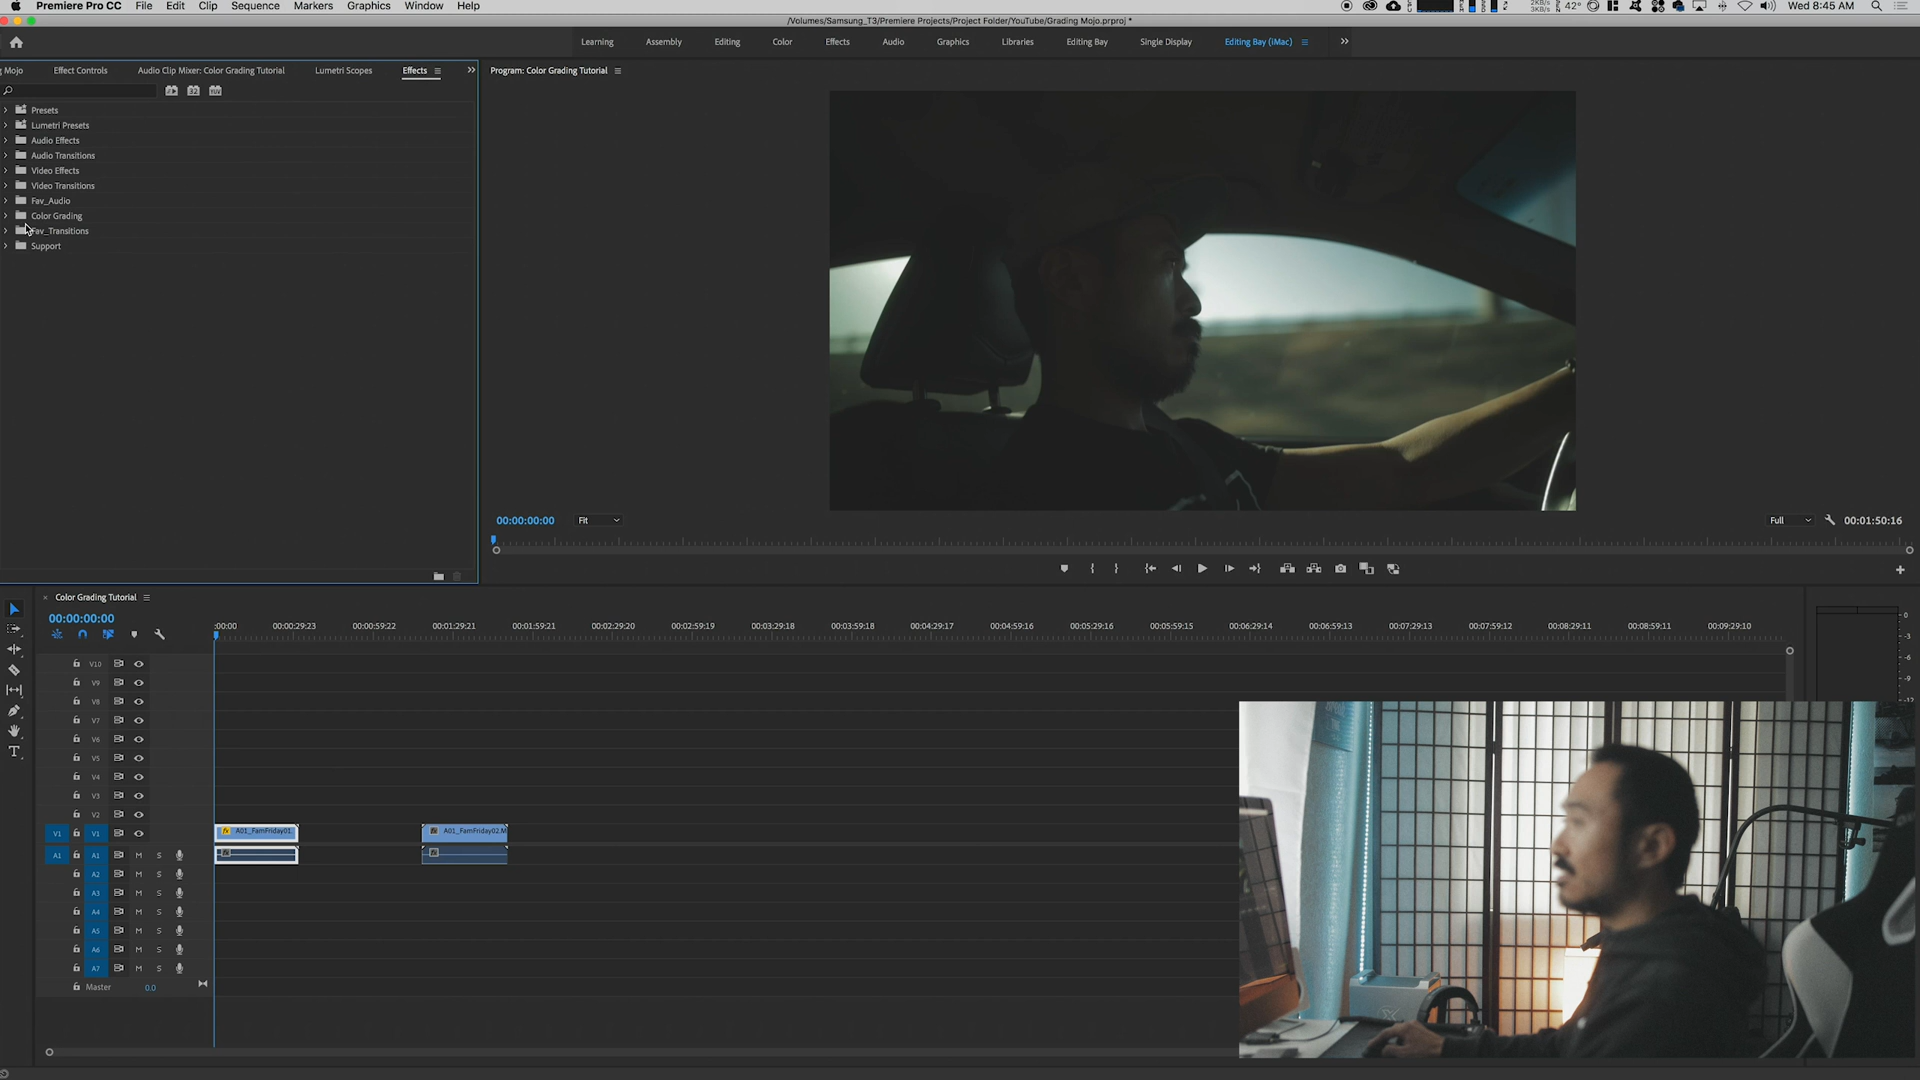 Premiere Pro CC File Edit Clip Sequence Markers Graphics Window Help
42° Wed 8:45 AM
/Volumes/Samsung_T3/Premiere Projects/Project Folder/YouTube/Grading Mojo.prproj *
Learning Assembly Editing Color Effects Audio Graphics Libraries Editing Bay Single Display Editing Bay (iMac)
Mojo Effect Controls Audio Clip Mixer: Color Grading Tutorial Lumetri Scopes Effects
Program: Color Grading Tutorial
Presets
Lumetri Presets
Audio Effects
Audio Transitions
Video Effects
Video Transitions
Fav_Audio
Color Grading
Fav_Transitions
Support
00:00:00:00 Fit Full 00:01:50:16
Color Grading Tutorial
00:00:00:00
:00:00 00:00:29:23 00:00:59:22 00:01:29:21 00:01:59:21 00:02:29:20 00:02:59:19 00:03:29:18 00:03:59:18 00:04:29:17 00:04:59:16 00:05:29:16 00:05:59:15 00:06:29:14 00:06:59:13 00:07:29:13 00:07:59:12 00:08:29:11 00:08:59:11 00:09:29:10
0
-3
-6
-9
-12
V10
V9
V8
V7
V6
V5
V4
V3
V2
V1 V1 A01_FamFriday01. A01_FamFriday02.M
A1 A1 M S
A2 M S
A3 M S
A4 M S
A5 M S
A6 M S
A7 M S
Master 0.0